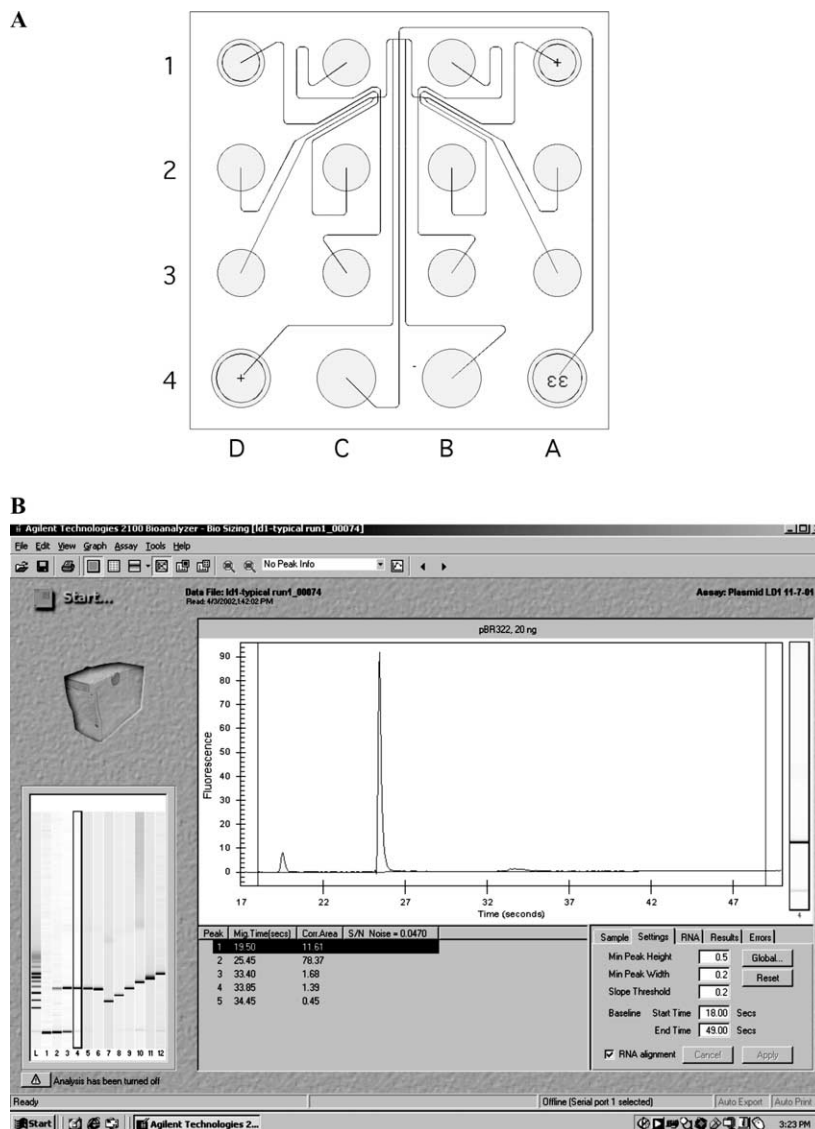 A
1
2
3
4
εε
D C B A
B
Agilent Technologies 2100 Bioanalyzer - Bio Sizing [ld1-typical run1_00074]
File Edit View Graph Assay Tools Help
No Peak Info
Start...
Data File: ld1-typical run1_00074
Assay: Plasmid LD1 11-7-01
pBR322, 20 ng
Fluorescence
90
80
70
60
50
40
30
20
10
0
17 22 27 32 37 42 47
Time (seconds)
4
L 1 2 3 4 5 6 7 8 9 10 11 12
Analysis has been turned off
Peak Mig.Time(secs) Corr.Area S/N Noise = 0.0470
1 19.50 11.61
2 25.45 78.37
3 33.40 1.68
4 33.85 1.39
5 34.45 0.45
Sample Settings RNA Results Errors
Min Peak Height 0.5 Global...
Min Peak Width 0.2 Reset
Slope Threshold 0.2
Baseline Start Time 18.00 Secs
End Time 49.00 Secs
RNA alignment Cancel Apply
Ready Offline (Serial port 1 selected) Auto Export Auto Print
Start Agilent Technologies 2... 3:23 PM